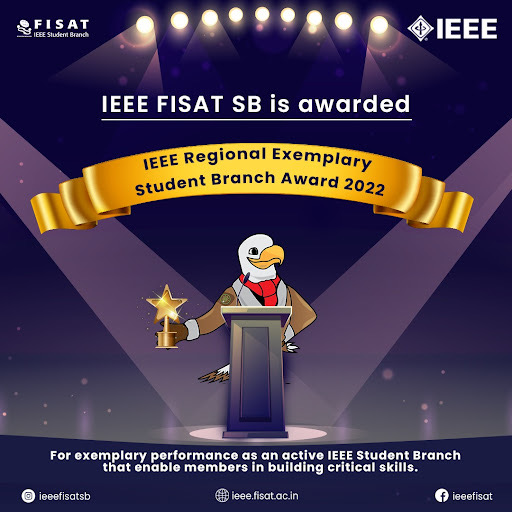 FISAT
IEEE Student Branch
IEEE
IEEE FISAT SB is awarded
IEEE Regional Exemplary
Student Branch Award 2022
For exemplary performance as an active IEEE Student Branch
that enable members in building critical skills.
ieeefisatsb
ieee.fisat.ac.in
ieeefisat